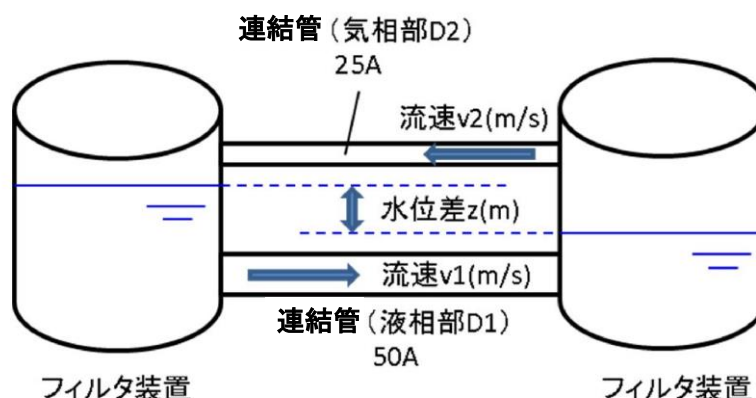 連結管（気相部D2）
25A
流速v2(m/s)
水位差z(m)
流速v1(m/s)
連結管（液相部D1）
50A
フィルタ装置
フィルタ装置